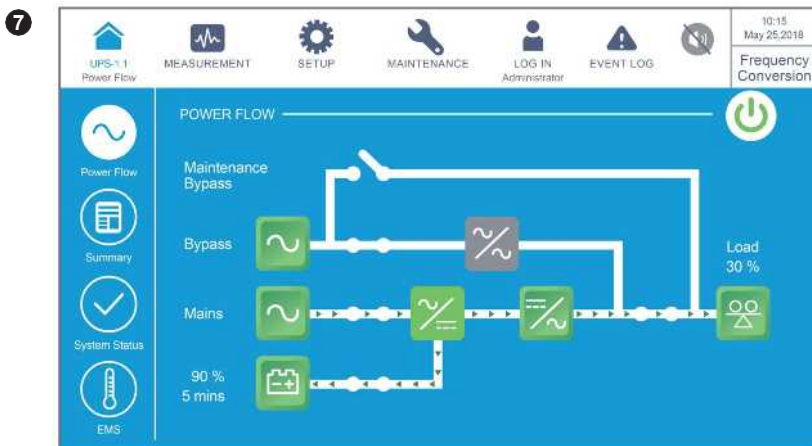 7
UPS-1.1
Power Flow
MEASUREMENT
SETUP
MAINTENANCE
LOG IN
Administrator
EVENT LOG
10:15
May 25,2018
Frequency
Conversion
POWER FLOW
Power Flow
Summary
System Status
EMS
Maintenance
Bypass
Bypass
Mains
90 %
5 mins
Load
30 %